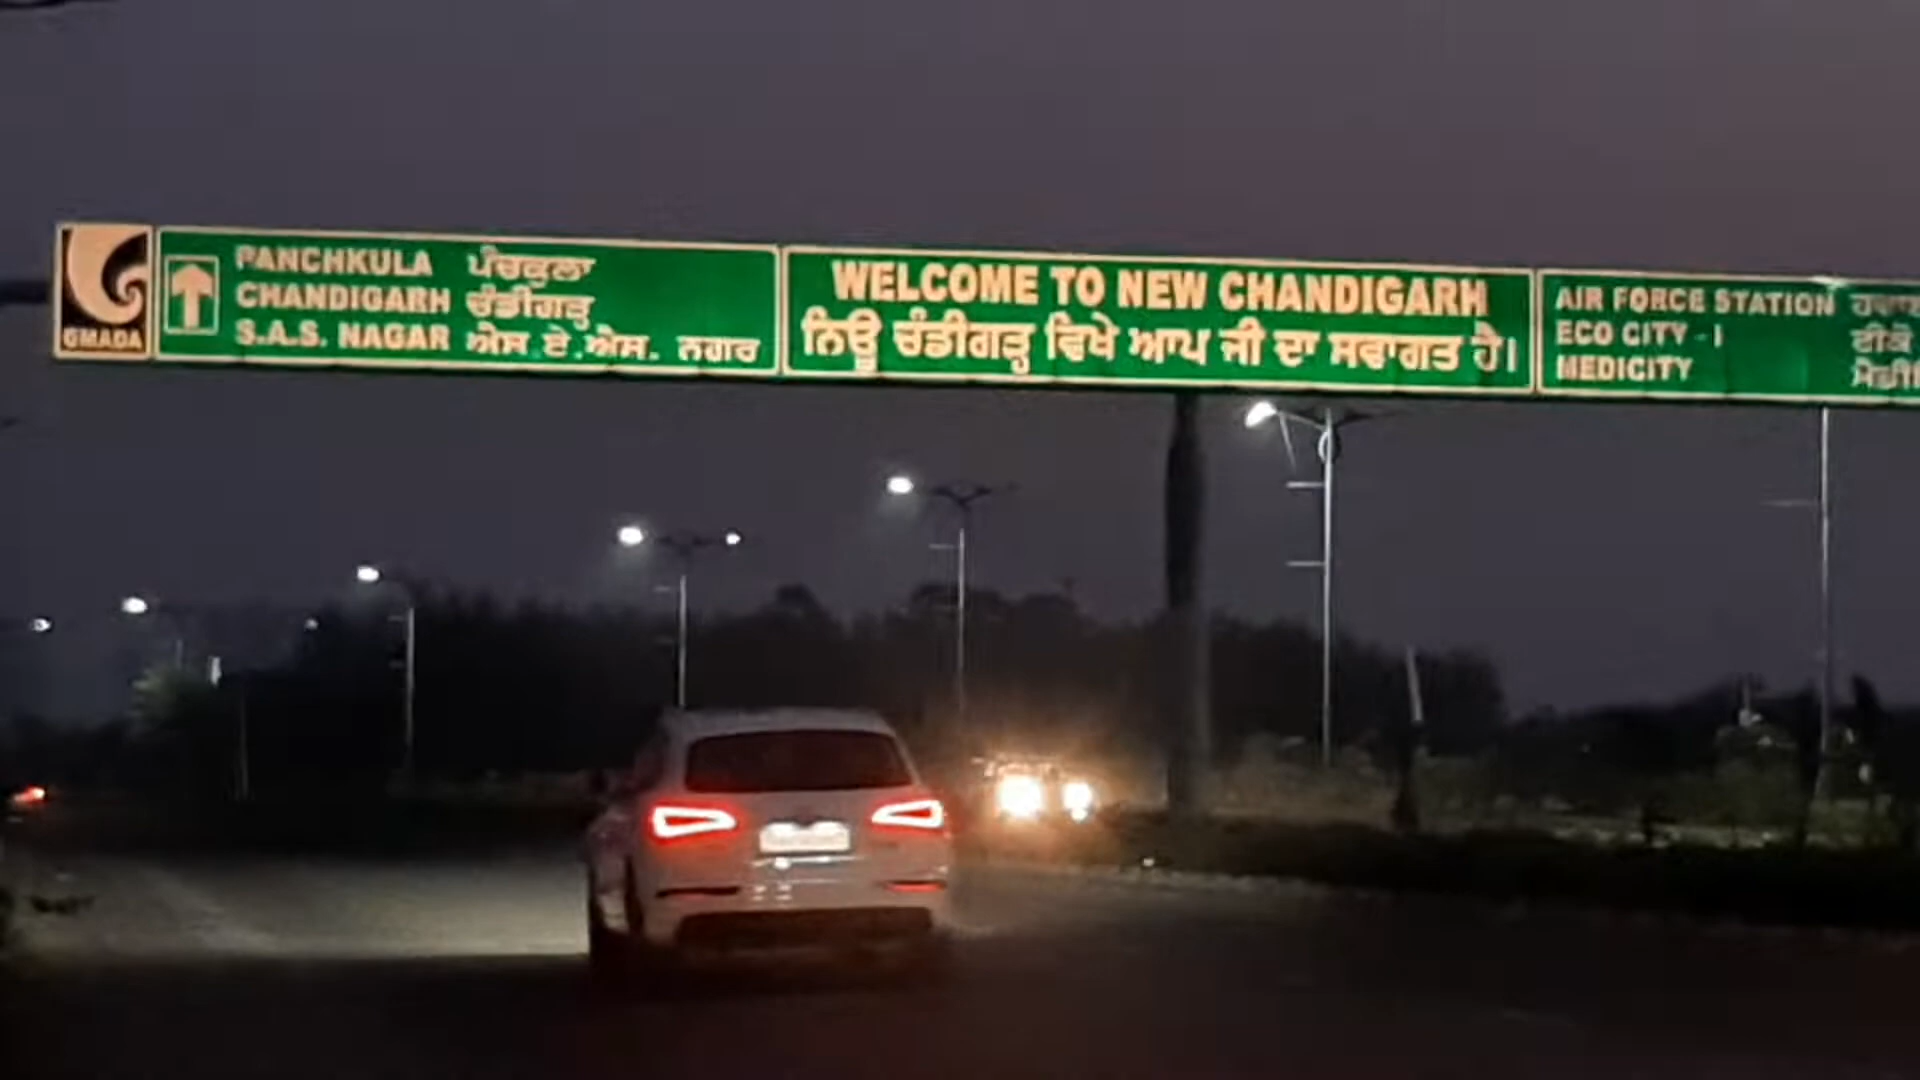 GMADA
PANCHKULA ਪੰਚਕੁਲਾ
CHANDIGARH ਚੰਡੀਗੜ੍ਹ
S.A.S. NAGAR ਐਸ.ਏ.ਐਸ. ਨਗਰ
WELCOME TO NEW CHANDIGARH
ਨਿਊ ਚੰਡੀਗੜ੍ਹ ਵਿਖੇ ਆਪ ਜੀ ਦਾ ਸਵਾਗਤ ਹੈ।
AIR FORCE STATION
ECO CITY - I
MEDICITY